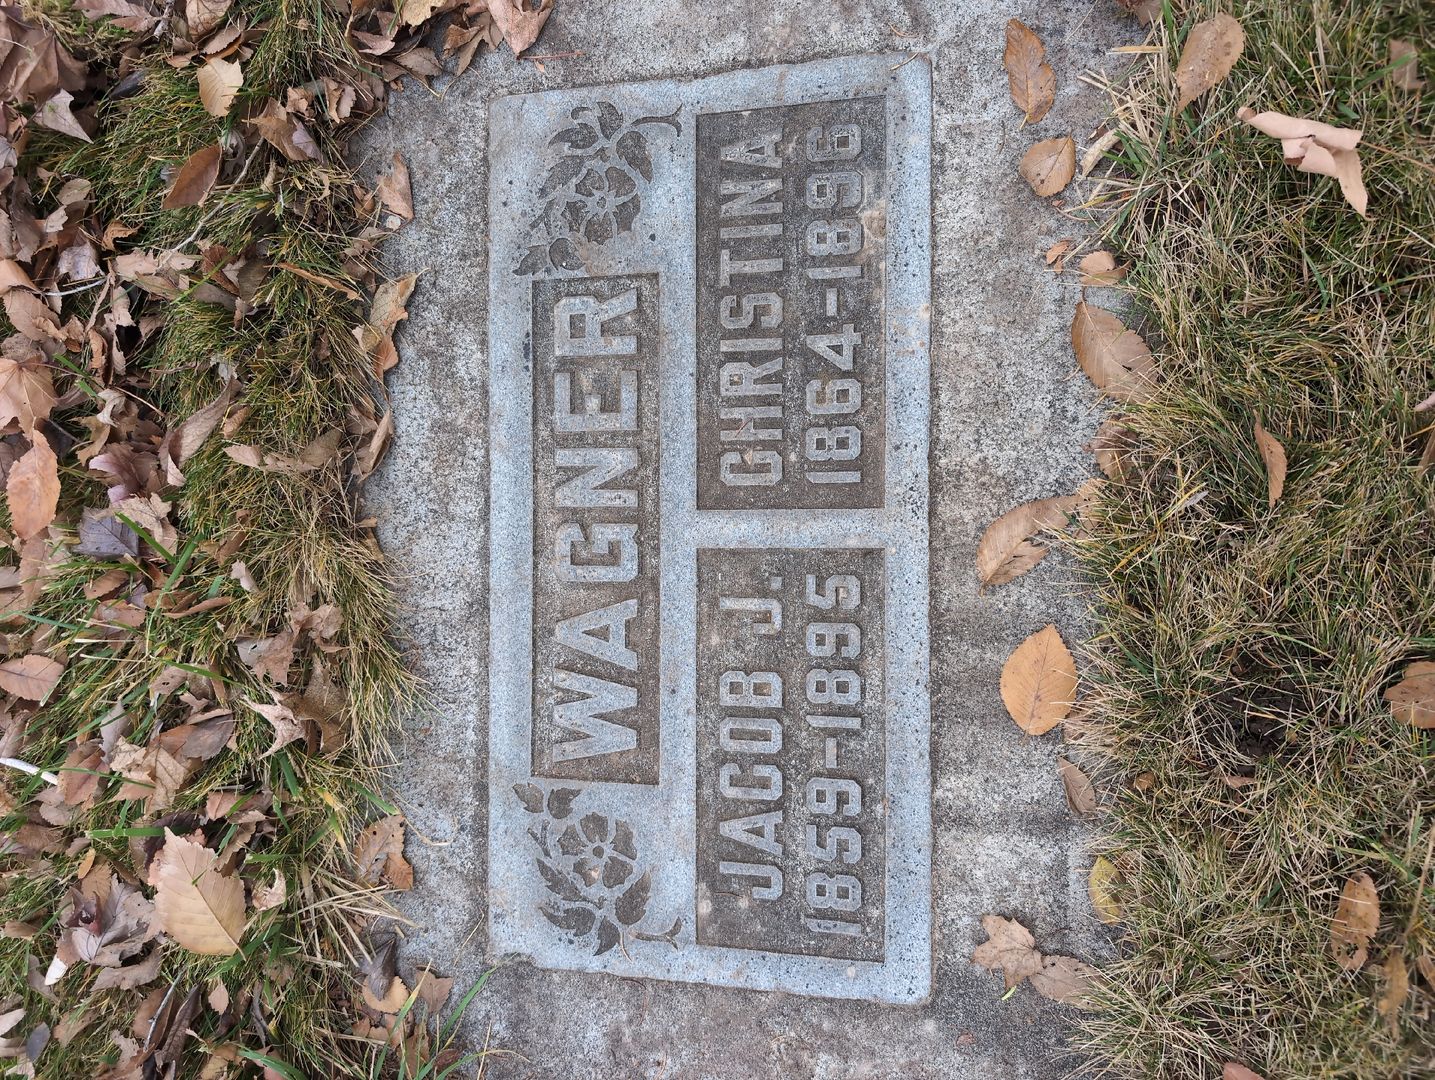 WAGNER
JACOB J.
1859-1895
CHRISTINA
1864-1896